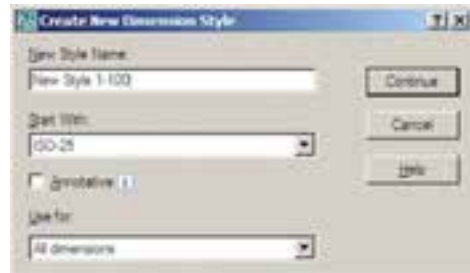 Create New Dimension Style
New Style Name:
New Style 1-100
Continue
Start With:
ISO-25
Cancel
Annotative
Help
Use for:
All dimensions